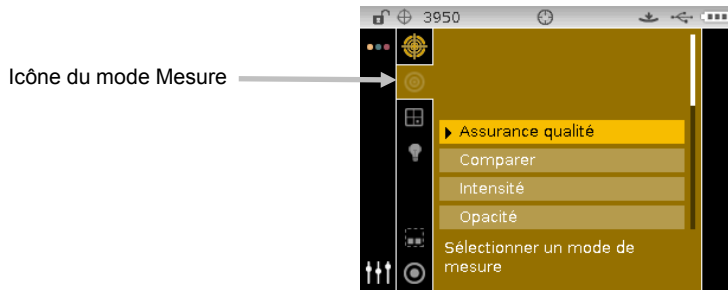 3950
Icône du mode Mesure
Assurance qualité
Comparer
Intensité
Opacité
Sélectionner un mode de
mesure